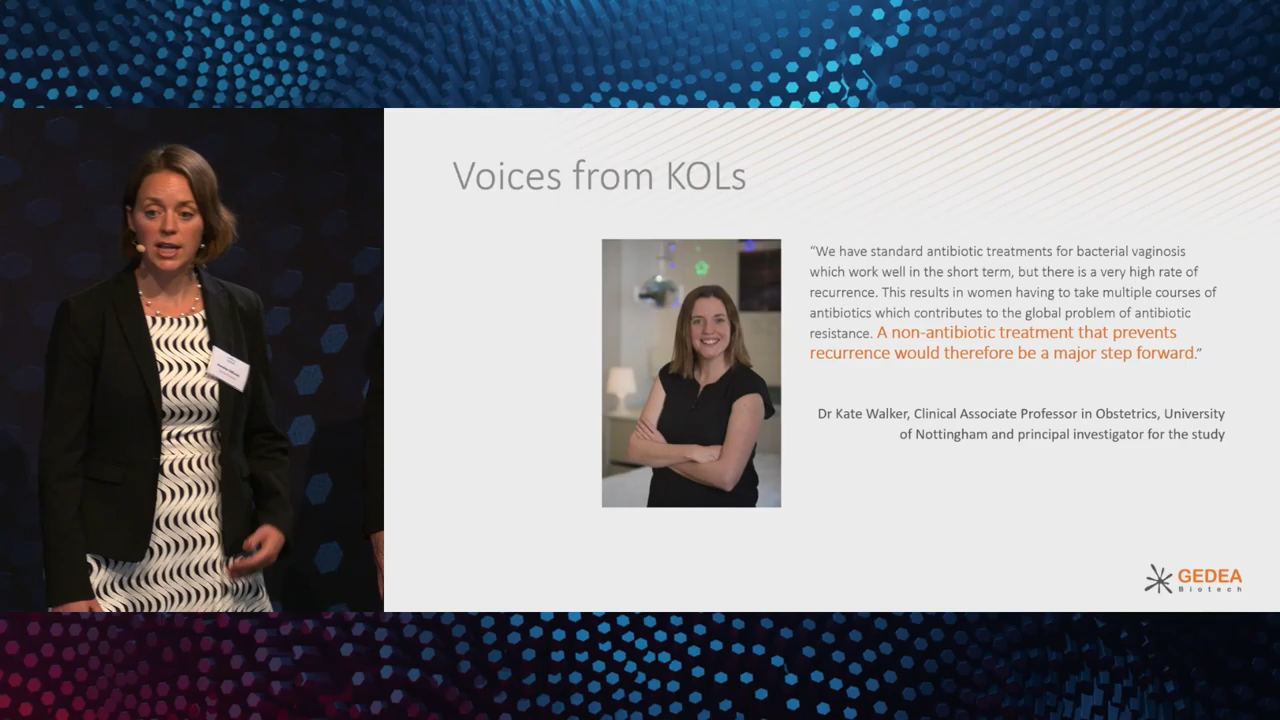 Voices from KOLs
“We have standard antibiotic treatments for bacterial vaginosis
which work well in the short term, but there is a very high rate of
recurrence. This results in women having to take multiple courses of
antibiotics which contributes to the global problem of antibiotic
resistance. A non-antibiotic treatment that prevents
recurrence would therefore be a major step forward.”
Dr Kate Walker, Clinical Associate Professor in Obstetrics, University
of Nottingham and principal investigator for the study
GEDEA
Biotech